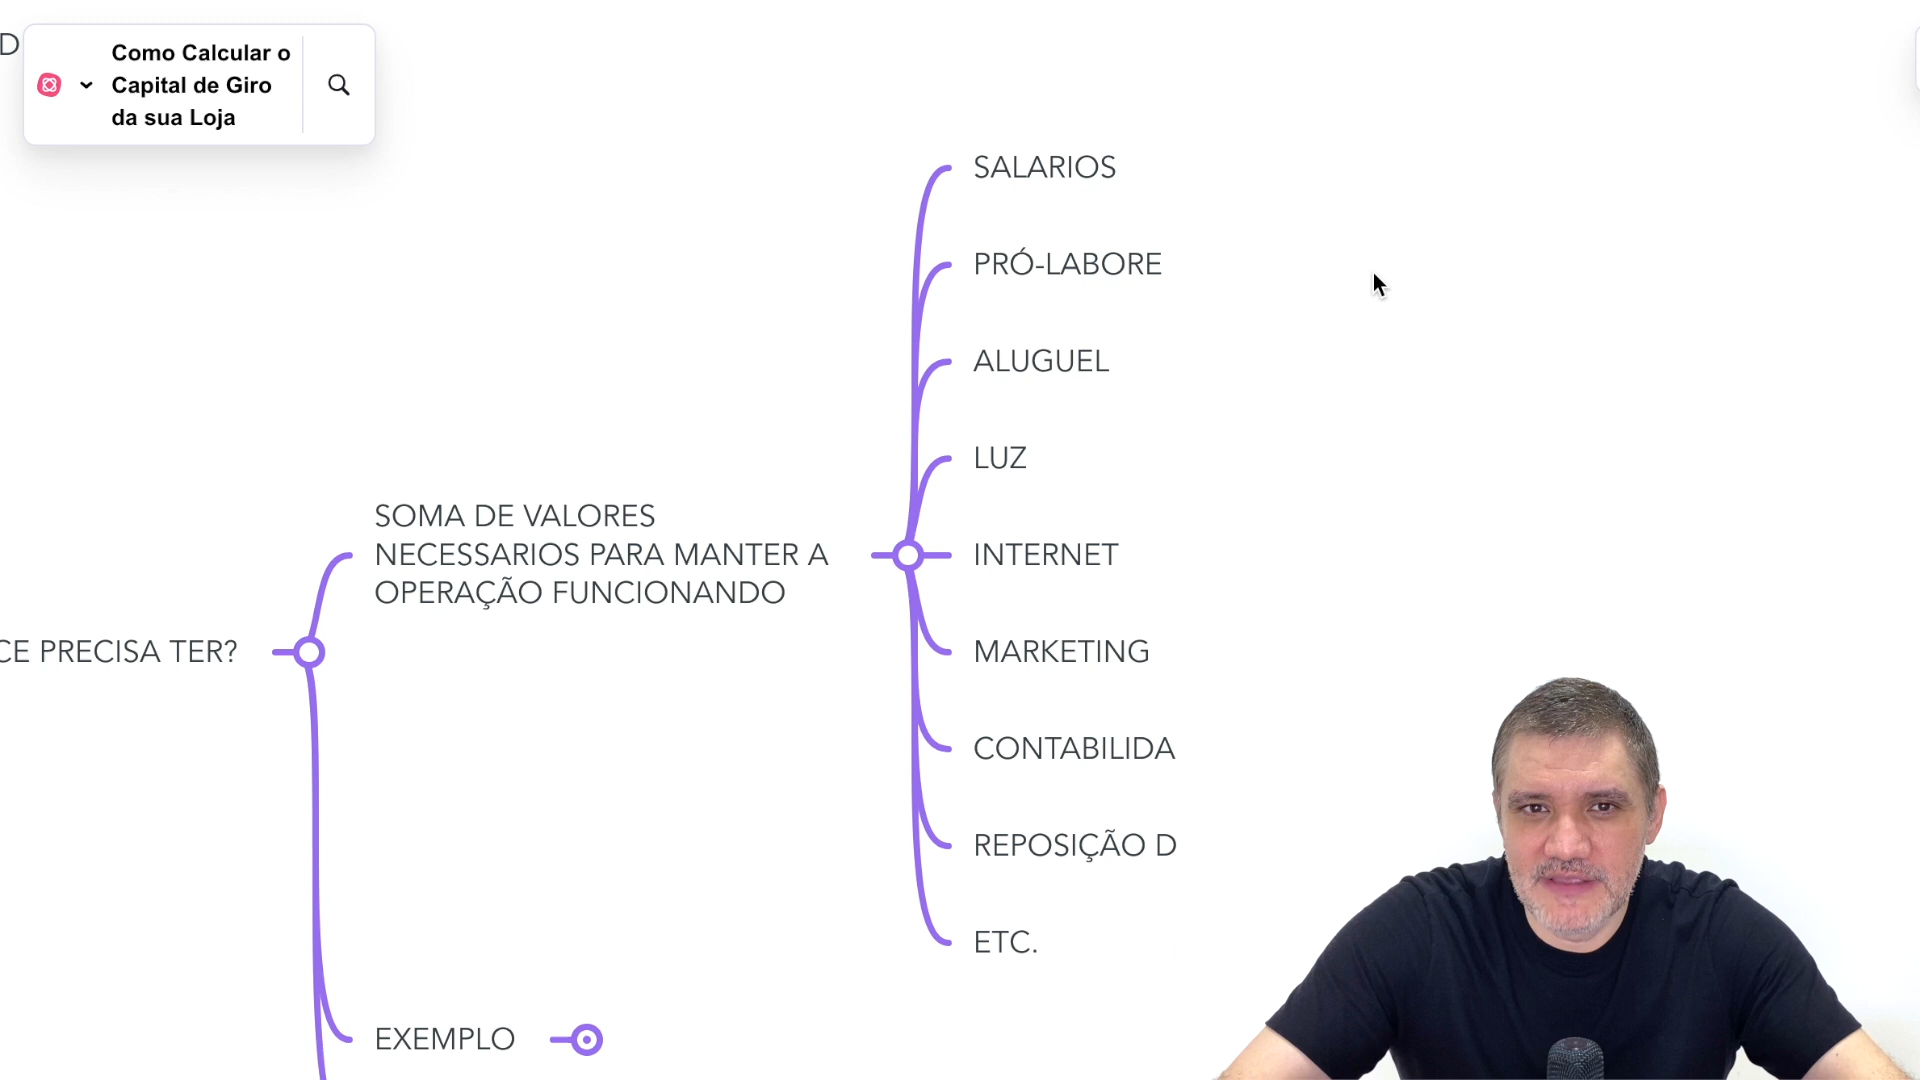 D
Como Calcular o
Capital de Giro
da sua Loja
SALARIOS
PRÓ-LABORE
ALUGUEL
LUZ
SOMA DE VALORES
NECESSARIOS PARA MANTER A
OPERAÇÃO FUNCIONANDO
INTERNET
CE PRECISA TER?
MARKETING
CONTABILIDA
REPOSIÇÃO D
ETC.
EXEMPLO